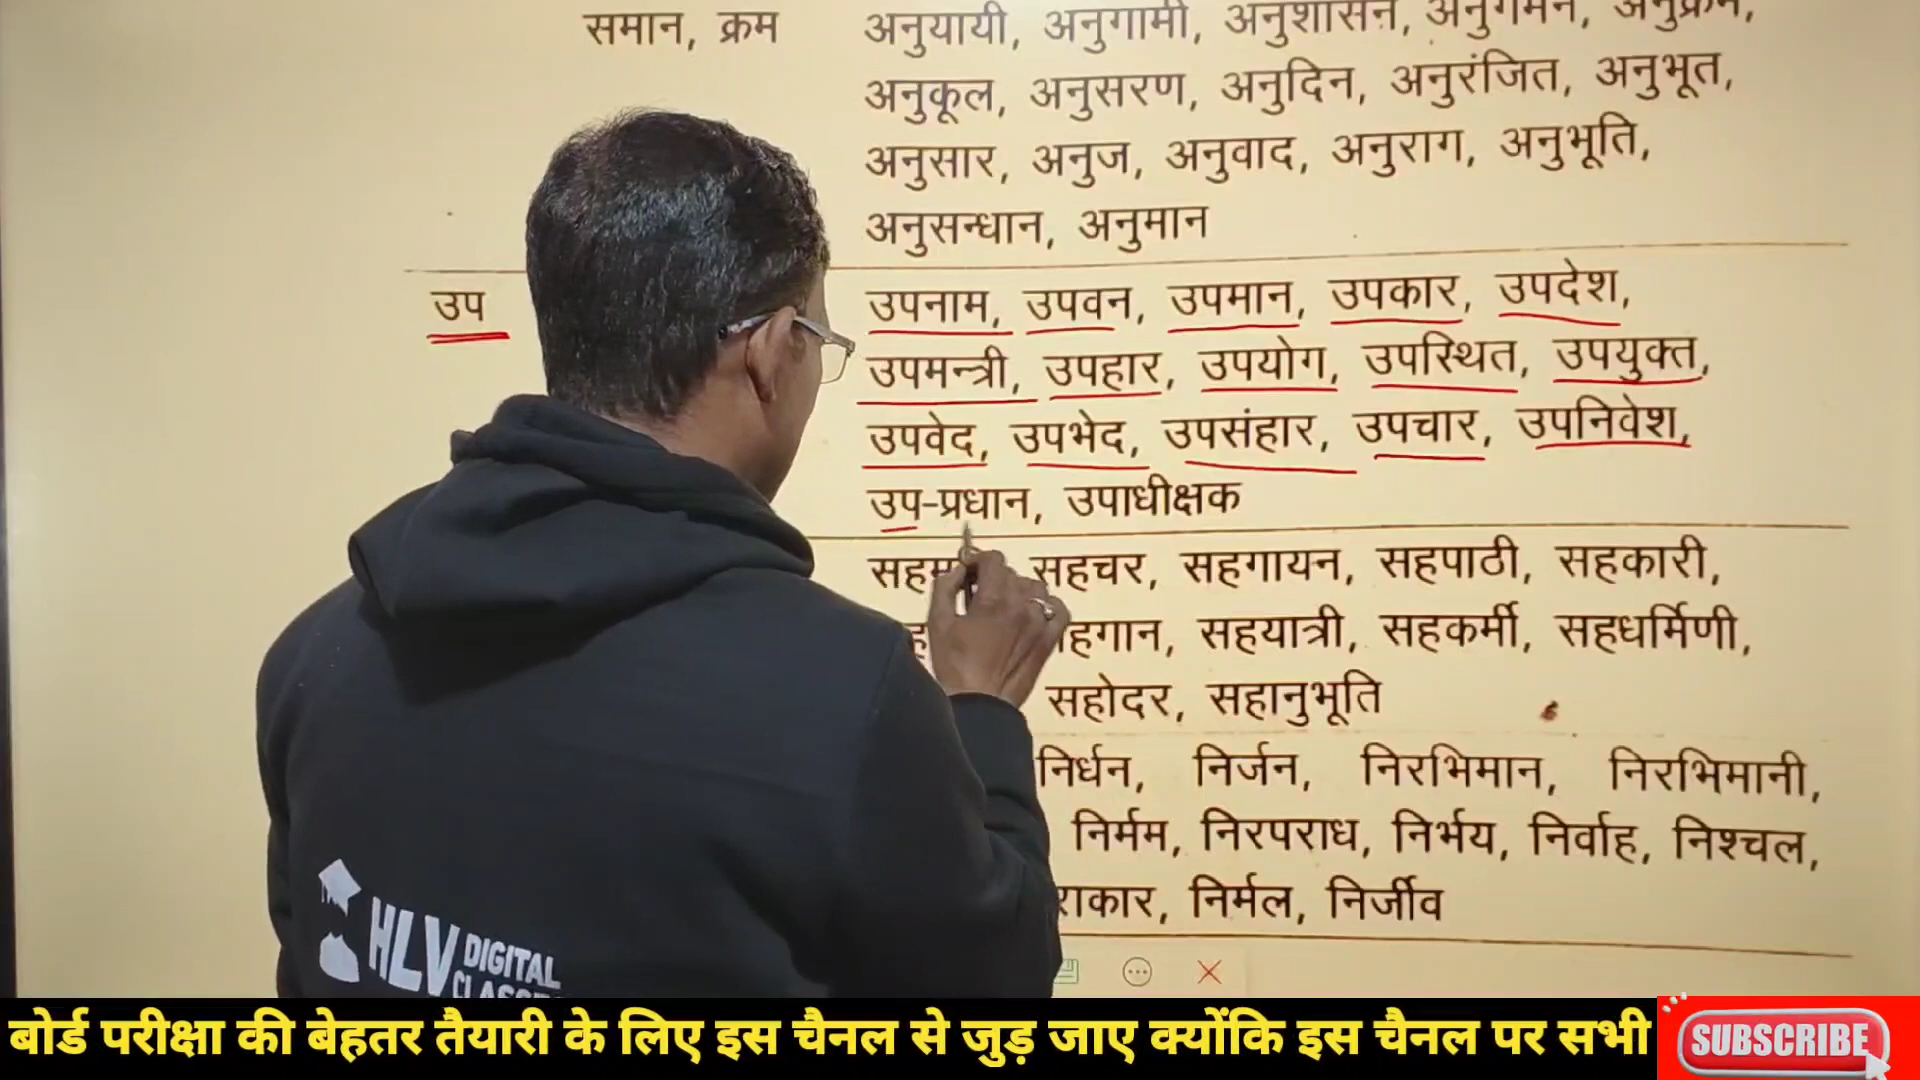 समान, क्रम अनुयायी, अनुगामी, अनुशासन, अनुगमन, अनुक्रम,
अनुकूल, अनुसरण, अनुदिन, अनुरंजित, अनुभूत,
अनुसार, अनुज, अनुवाद, अनुराग, अनुभूति,
अनुसन्धान, अनुमान
उप उपनाम, उपवन, उपमान, उपकार, उपदेश,
उपमन्त्री, उपहार, उपयोग, उपस्थित, उपयुक्त,
उपवेद, उपभेद, उपसंहार, उपचार, उपनिवेश,
उप-प्रधान, उपाधीक्षक
सहचर, सहगायन, सहपाठी, सहकारी,
सहयात्री, सहकर्मी, सहधर्मिणी,
सहोदर, सहानुभूति
निर्धन, निर्जन, निरभिमान, निरभिमानी,
निर्मम, निरपराध, निर्भय, निर्वाह, निश्चल,
निर्मल, निर्जीव
HLV DIGITAL
बोर्ड परीक्षा की बेहतर तैयारी के लिए इस चैनल से जुड़ जाए क्योंकि इस चैनल पर सभी
SUBSCRIBE